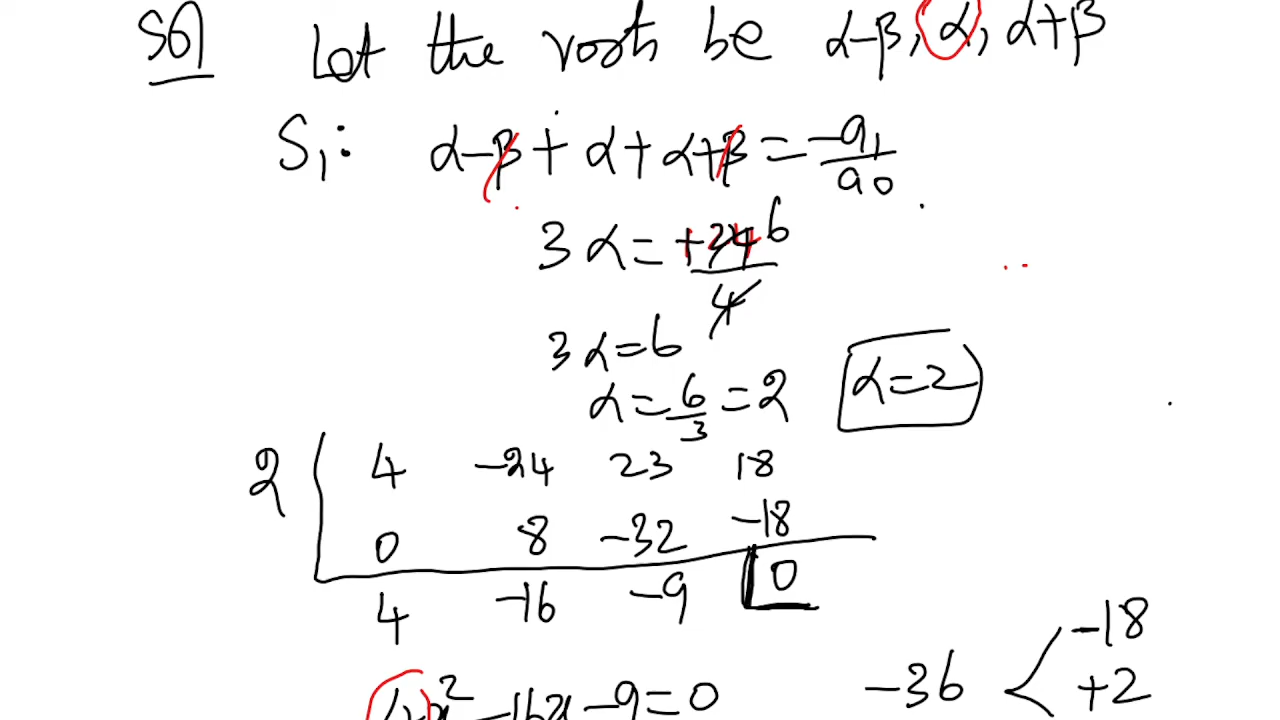 Sol Let the roots be α-β, α, α+β
S₁: α-β + α + α+β = -a₁/a₀
3α = +24/4 6
3α = 6
α = 6/3 = 2 α = 2
2 4 -24 23 18
0 8 -32 -18
4 -16 -9 0
4x² - 16x - 9 = 0 -36 -18
+2